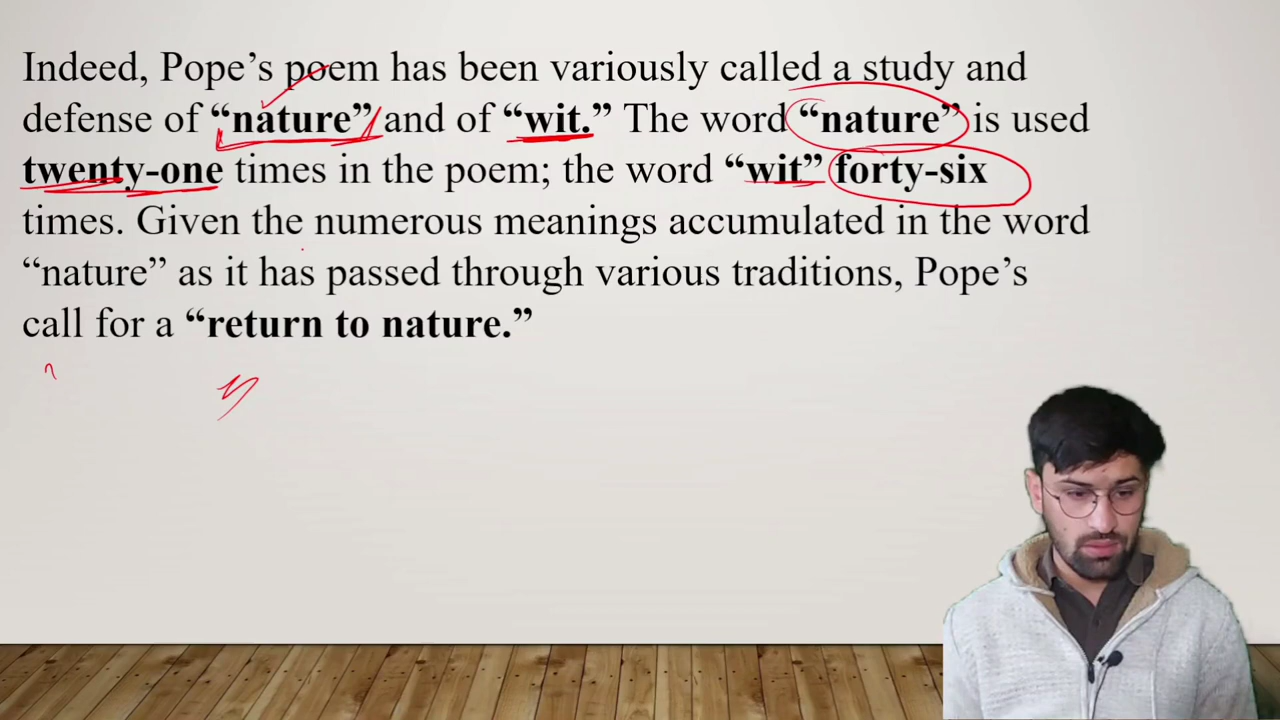 Indeed, Pope’s poem has been variously called a study and
defense of “nature” and of “wit.” The word “nature” is used
twenty-one times in the poem; the word “wit” forty-six
times. Given the numerous meanings accumulated in the word
“nature” as it has passed through various traditions, Pope’s
call for a “return to nature.”